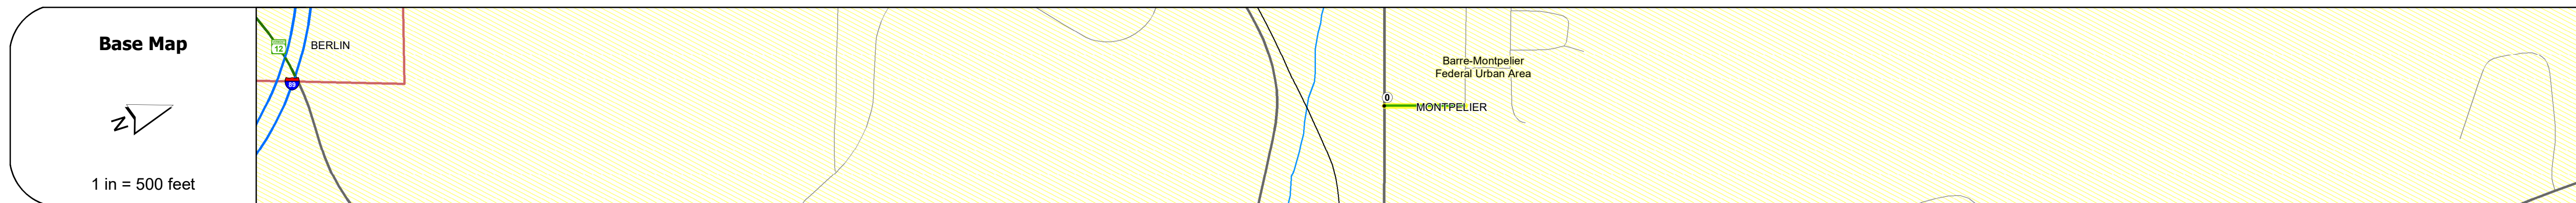 Base Map
N
1 in = 500 feet
12
BERLIN
89
0
Barre-Montpelier
Federal Urban Area
MONTPELIER